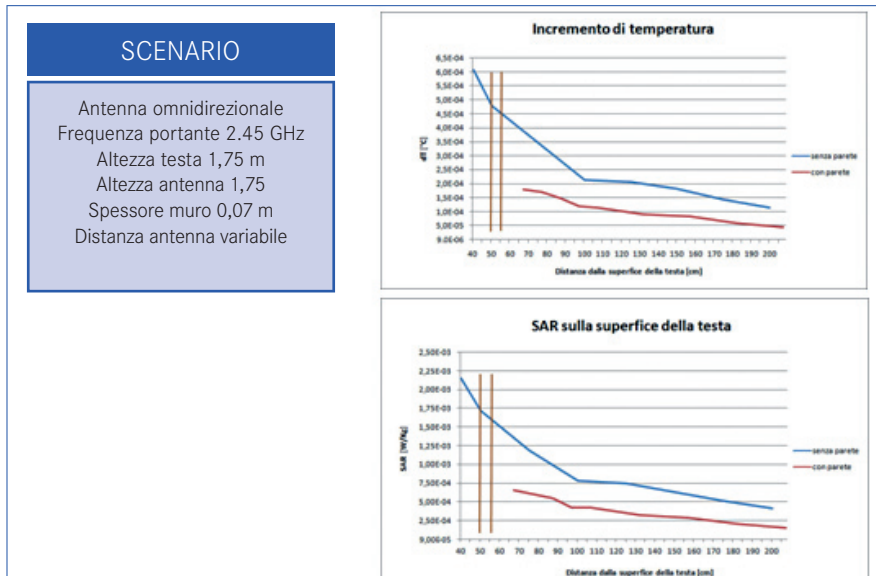 SCENARIO
Antenna omnidirezionale
Frequenza portante 2.45 GHz
Altezza testa 1,75 m
Altezza antenna 1,75
Spessore muro 0,07 m
Distanza antenna variabile
Incremento di temperatura
6,5E-04
6,0E-04
5,5E-04
5,0E-04
4,5E-04
4,0E-04
3,5E-04
3,0E-04
2,5E-04
2,0E-04
1,5E-04
1,0E-04
5,0E-05
9,0E-06
dT [°C]
40 50 60 70 80 90 100 110 120 130 140 150 160 170 180 190 200
Distanza dalla superfice della testa [cm]
senza parete
con parete
SAR sulla superfice della testa
2,50E-03
2,25E-03
2,00E-03
1,75E-03
1,50E-03
1,25E-03
1,00E-03
7,50E-04
5,00E-04
2,50E-04
9,00E-05
SAR [W/Kg]
40 50 60 70 80 90 100 110 120 130 140 150 160 170 180 190 200
Distanza dalla superfice della testa [cm]
senza parete
con parete